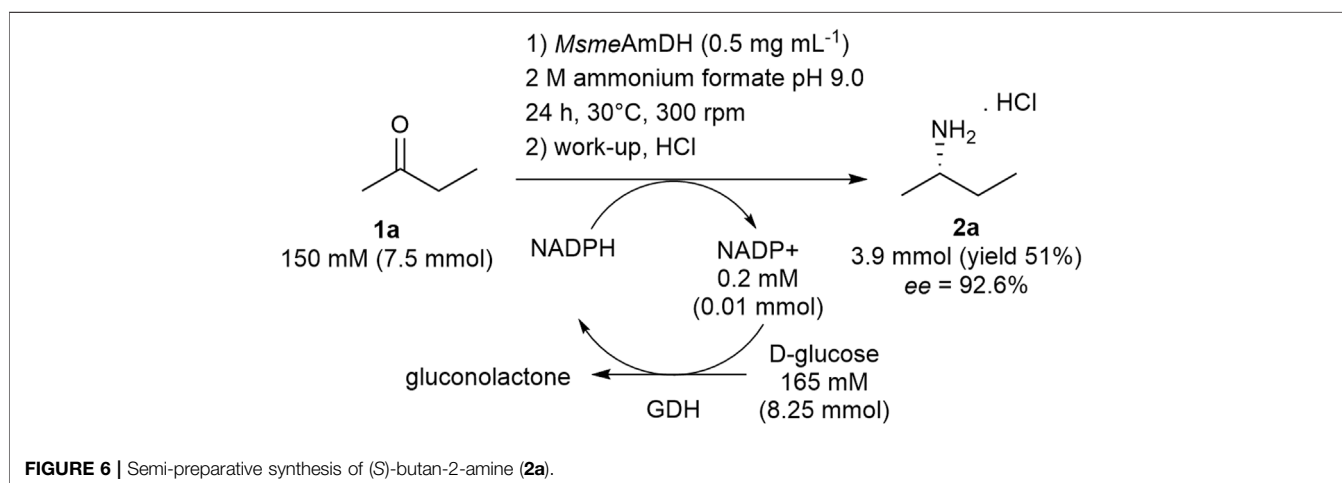 1) MsmeAmDH (0.5 mg mL-1)
2 M ammonium formate pH 9.0
24 h, 30°C, 300 rpm
2) work-up, HCl
O
1a
150 mM (7.5 mmol)
NADPH
NADP+
0.2 mM
(0.01 mmol)
. HCl
NH2
2a
3.9 mmol (yield 51%)
ee = 92.6%
gluconolactone
GDH
D-glucose
165 mM
(8.25 mmol)
FIGURE 6 | Semi-preparative synthesis of (S)-butan-2-amine (2a).